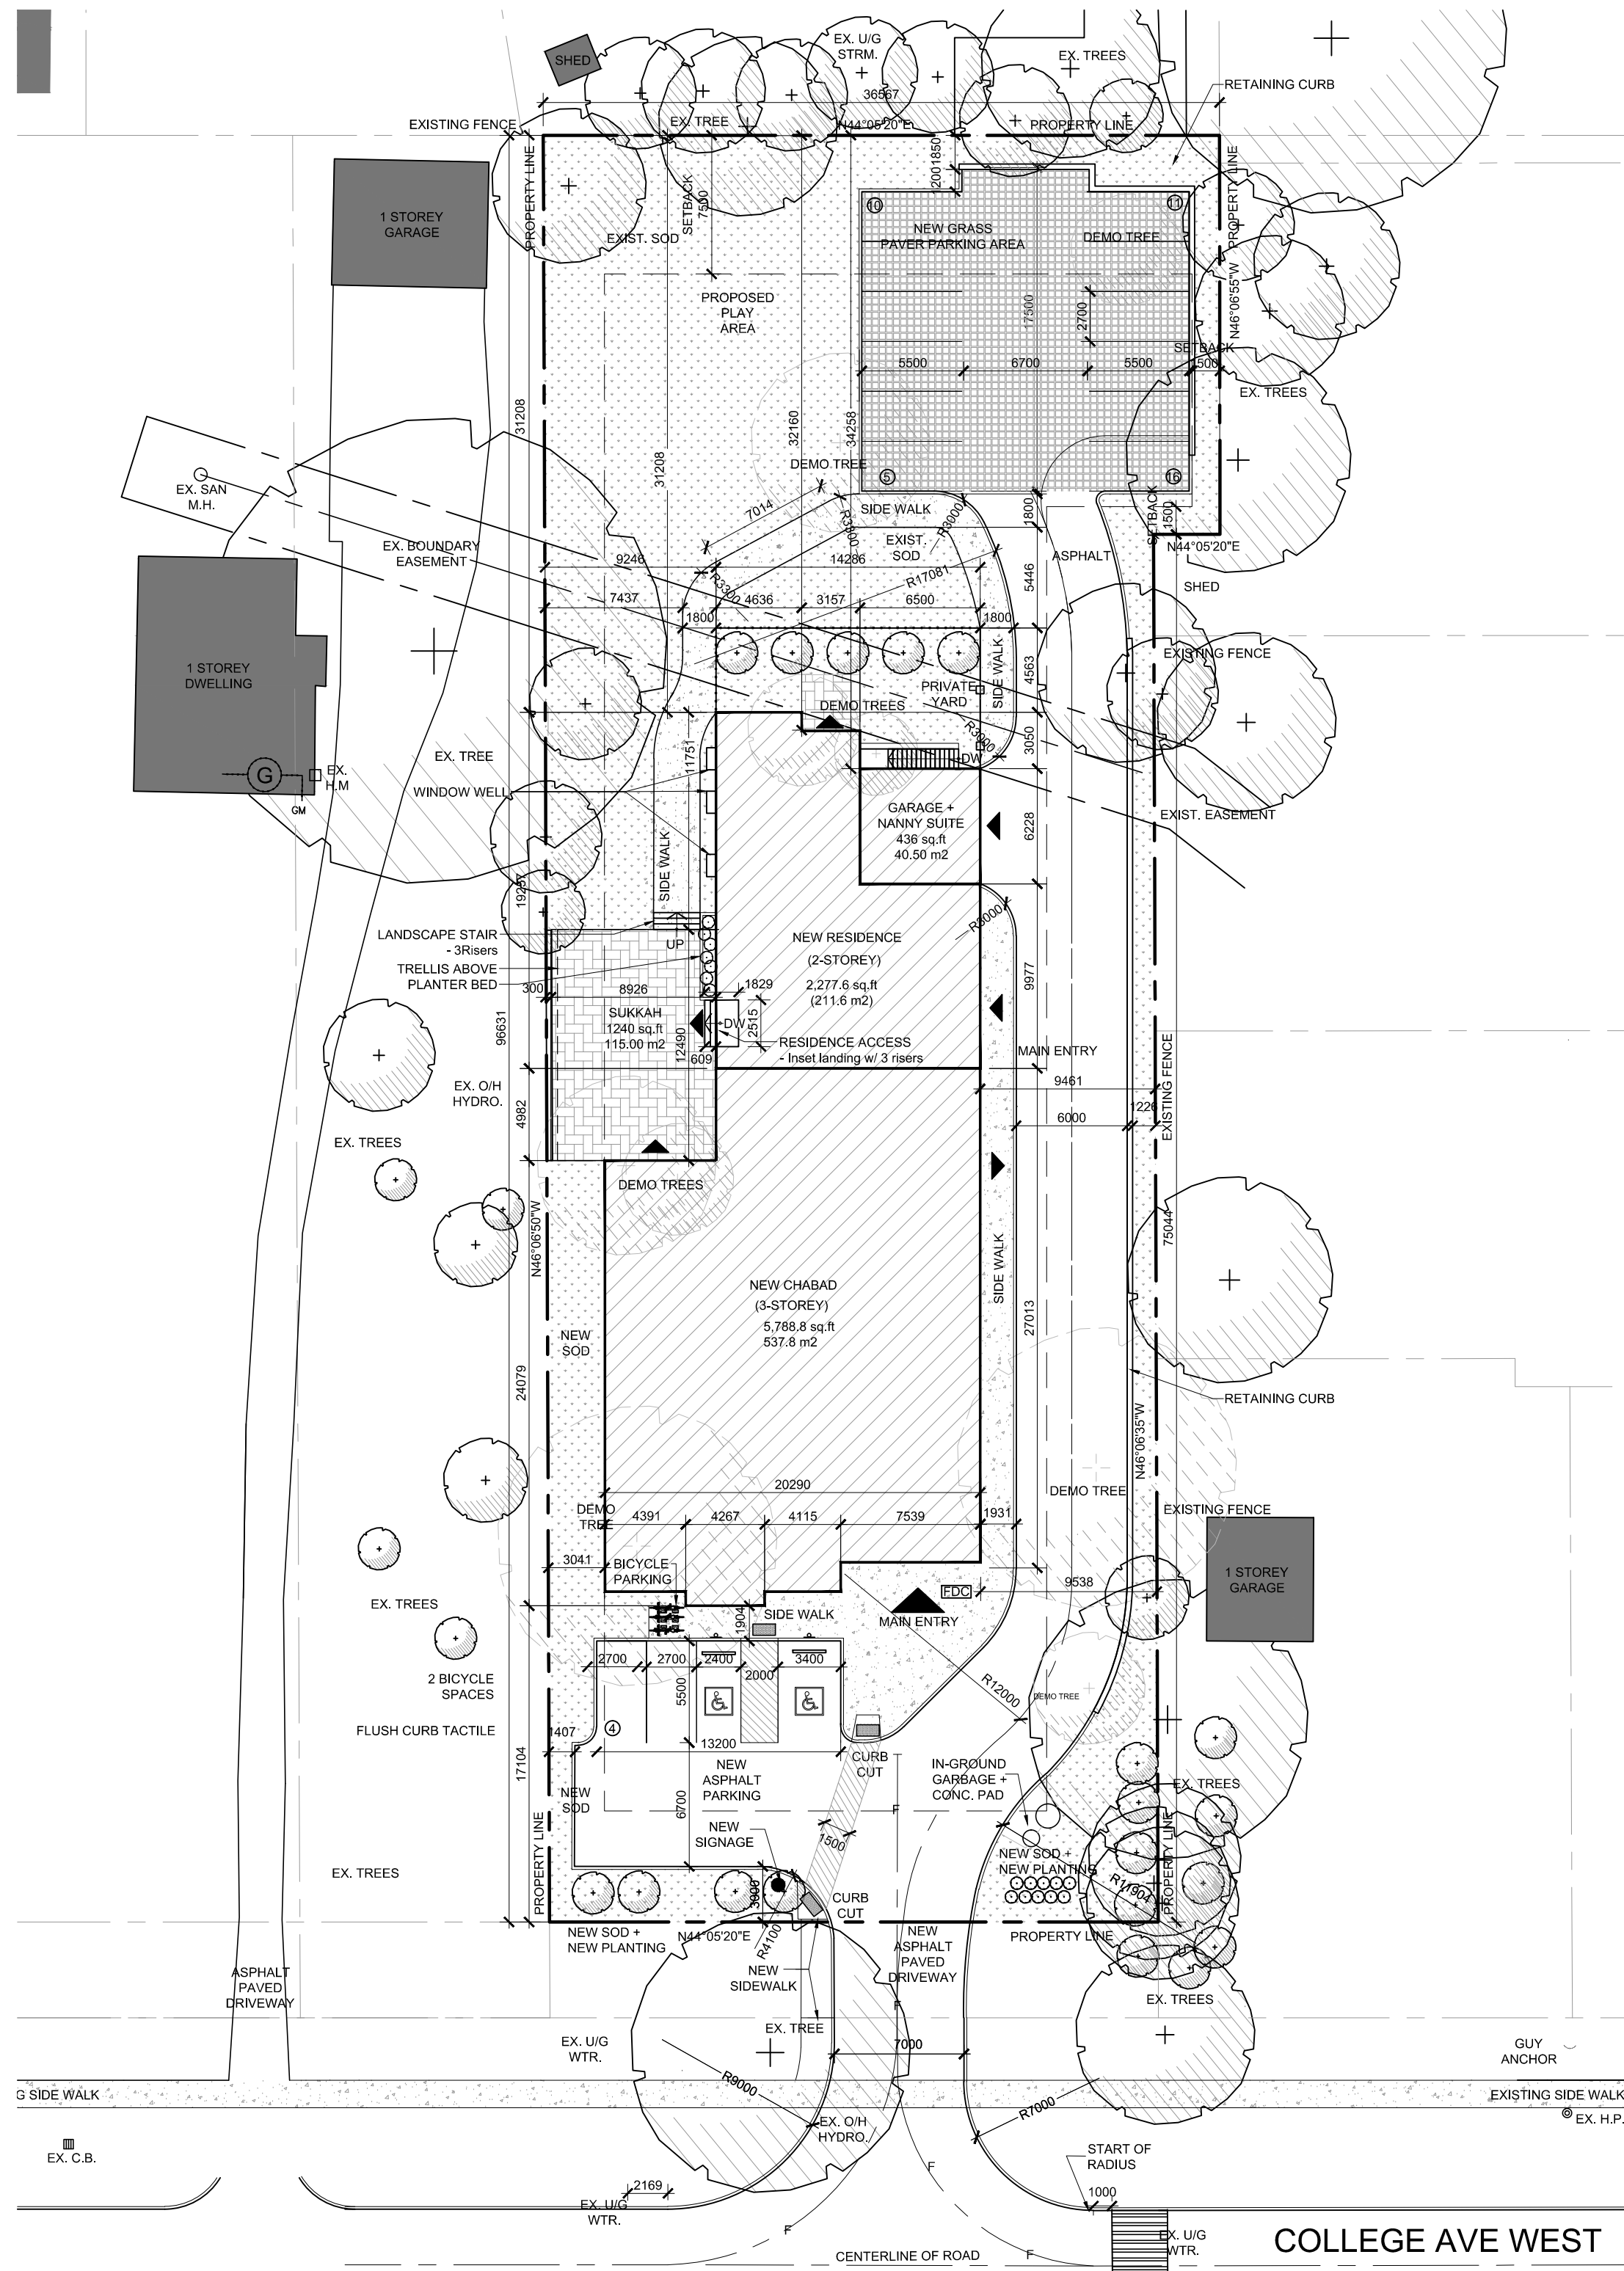 SHED
EX. U/G
STRM.
EX. TREES
RETAINING CURB
36567
EXISTING FENCE
EX. TREE
N44°05'20"E
PROPERTY LINE
PROPERTY LINE
1850
1200
SETBACK
7500
1 STOREY
GARAGE
EXIST. SOD
10
11
NEW GRASS
PAVER PARKING AREA
DEMO TREE
PROPERTY LINE
N46°06'55"W
PROPOSED
PLAY
AREA
17500
2700
SETBACK
5500
6700
5500
1500
EX. TREES
31208
31208
32160
34258
DEMO TREE
5
16
EX. SAN
M.H.
7014
SIDE WALK
R3300
R3000
1800
SETBACK
1500
EX. BOUNDARY
EASEMENT
EXIST.
SOD
ASPHALT
N44°05'20"E
9246
14286
R17081
5446
SHED
R3300
7437
4636
3157
6500
1800
1800
1 STOREY
DWELLING
EXISTING FENCE
SIDE WALK
4563
PRIVATE
YARD
DEMO TREES
R3000
3050
DW
EX. TREE
11751
G
GM
EX.
H.M
WINDOW WELL
GARAGE +
NANNY SUITE
436 sq.ft
40.50 m2
6228
EXIST. EASEMENT
SIDE WALK
19257
R3000
LANDSCAPE STAIR
- 3Risers
UP
NEW RESIDENCE
(2-STOREY)
2,277.6 sq.ft
(211.6 m2)
9977
TRELLIS ABOVE
PLANTER BED
300
8926
1829
SUKKAH
1240 sq.ft
115.00 m2
DW
2515
12490
609
RESIDENCE ACCESS
- Inset landing w/ 3 risers
MAIN ENTRY
96631
EX. O/H
HYDRO.
9461
1226
6000
EXISTING FENCE
4982
EX. TREES
DEMO TREES
N46°06'50"W
75044
SIDE WALK
NEW CHABAD
(3-STOREY)
5,788.8 sq.ft
537.8 m2
27013
NEW
SOD
24079
RETAINING CURB
N46°06'35"W
20290
DEMO TREE
DEMO
TREE
4391
4267
4115
7539
1931
EXISTING FENCE
3041
BICYCLE
PARKING
FDC
9538
1 STOREY
GARAGE
EX. TREES
1904
SIDE WALK
MAIN ENTRY
2700
2700
2400
2000
3400
2 BICYCLE
SPACES
5500
R12000
DEMO TREE
FLUSH CURB TACTILE
1407
4
13200
17104
NEW
ASPHALT
PARKING
CURB
CUT
IN-GROUND
GARBAGE +
CONC. PAD
EX. TREES
NEW
SOD
6700
F
NEW
SIGNAGE
1500
PROPERTY LINE
EX. TREES
NEW SOD +
NEW PLANTING
PROPERTY LINE
R11904
3000
CURB
CUT
NEW SOD +
NEW PLANTING
N44°05'20"E
R4100
NEW
ASPHALT
PAVED
DRIVEWAY
PROPERTY LINE
ASPHALT
PAVED
DRIVEWAY
NEW
SIDEWALK
F
EX. TREES
EX. TREE
EX. U/G
WTR.
7000
GUY
ANCHOR
R9000
G SIDE WALK
EXISTING SIDE WALK
R7000
EX. O/H
HYDRO.
EX. H.P.
EX. C.B.
START OF
RADIUS
F
2169
1000
EX. U/G
WTR.
F
EX. U/G
WTR.
COLLEGE AVE WEST
CENTERLINE OF ROAD
F